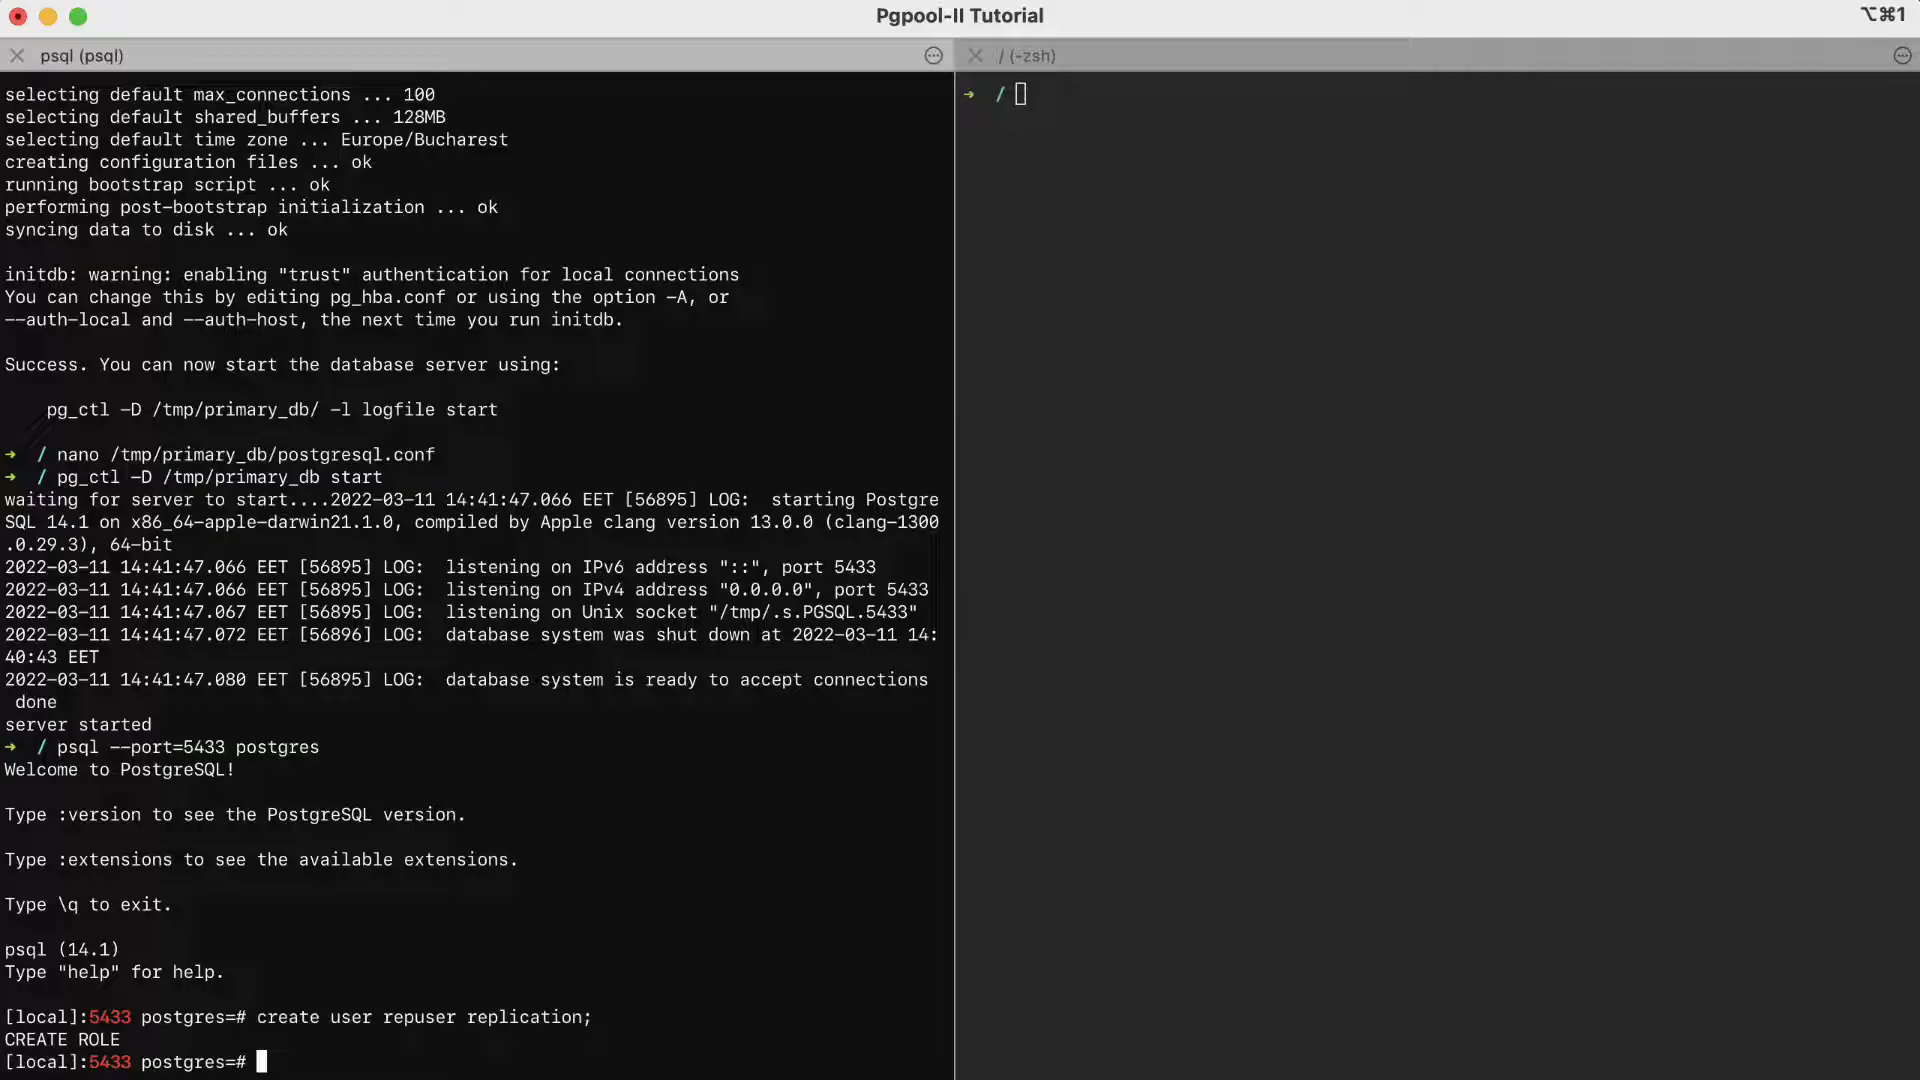 Pgpool-II Tutorial
⌥⌘1
psql (psql)
/ (-zsh)
selecting default max_connections ... 100
selecting default shared_buffers ... 128MB
selecting default time zone ... Europe/Bucharest
creating configuration files ... ok
running bootstrap script ... ok
performing post-bootstrap initialization ... ok
syncing data to disk ... ok
initdb: warning: enabling "trust" authentication for local connections
You can change this by editing pg_hba.conf or using the option -A, or
--auth-local and --auth-host, the next time you run initdb.
Success. You can now start the database server using:
pg_ctl -D /tmp/primary_db/ -l logfile start
➜ / nano /tmp/primary_db/postgresql.conf
➜ / pg_ctl -D /tmp/primary_db start
waiting for server to start....2022-03-11 14:41:47.066 EET [56895] LOG:  starting Postgre
SQL 14.1 on x86_64-apple-darwin21.1.0, compiled by Apple clang version 13.0.0 (clang-1300
.0.29.3), 64-bit
2022-03-11 14:41:47.066 EET [56895] LOG:  listening on IPv6 address "::", port 5433
2022-03-11 14:41:47.066 EET [56895] LOG:  listening on IPv4 address "0.0.0.0", port 5433
2022-03-11 14:41:47.067 EET [56895] LOG:  listening on Unix socket "/tmp/.s.PGSQL.5433"
2022-03-11 14:41:47.072 EET [56896] LOG:  database system was shut down at 2022-03-11 14:
40:43 EET
2022-03-11 14:41:47.080 EET [56895] LOG:  database system is ready to accept connections
done
server started
➜ / psql --port=5433 postgres
Welcome to PostgreSQL!
Type :version to see the PostgreSQL version.
Type :extensions to see the available extensions.
Type \q to exit.
psql (14.1)
Type "help" for help.
[local]:5433 postgres=# create user repuser replication;
CREATE ROLE
[local]:5433 postgres=#
➜ /